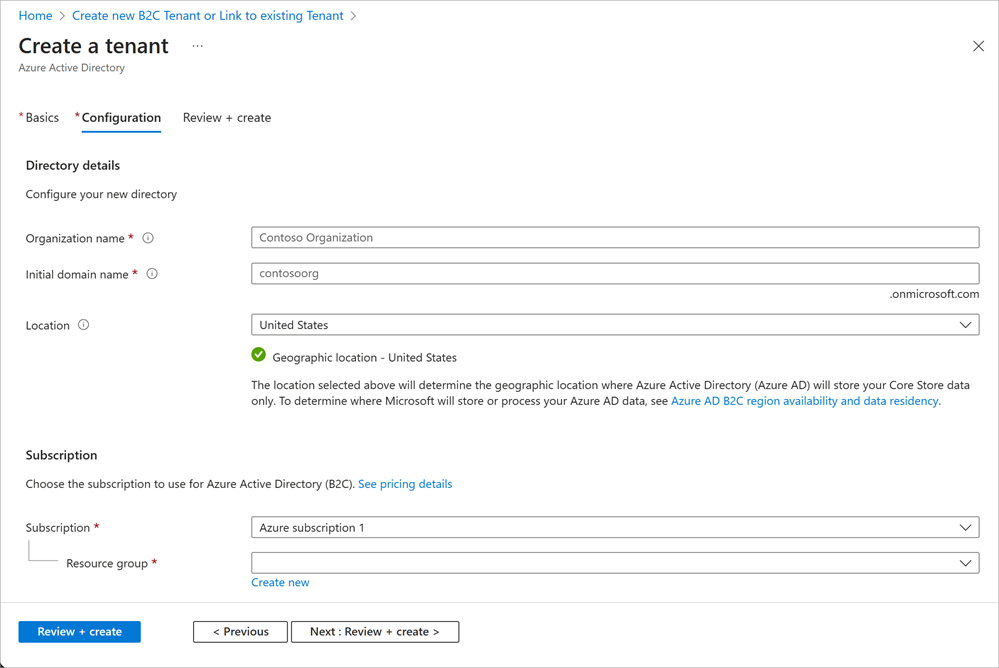 Home > Create new B2C Tenant or Link to existing Tenant >
Create a tenant ...
Azure Active Directory
* Basics * Configuration Review + create
Directory details
Configure your new directory
Organization name *
Contoso Organization
Initial domain name *
contosoorg
.onmicrosoft.com
Location
United States
Geographic location - United States
The location selected above will determine the geographic location where Azure Active Directory (Azure AD) will store your Core Store data
only. To determine where Microsoft will store or process your Azure AD data, see Azure AD B2C region availability and data residency.
Subscription
Choose the subscription to use for Azure Active Directory (B2C). See pricing details
Subscription *
Azure subscription 1
Resource group *
Create new
Review + create
< Previous
Next : Review + create >